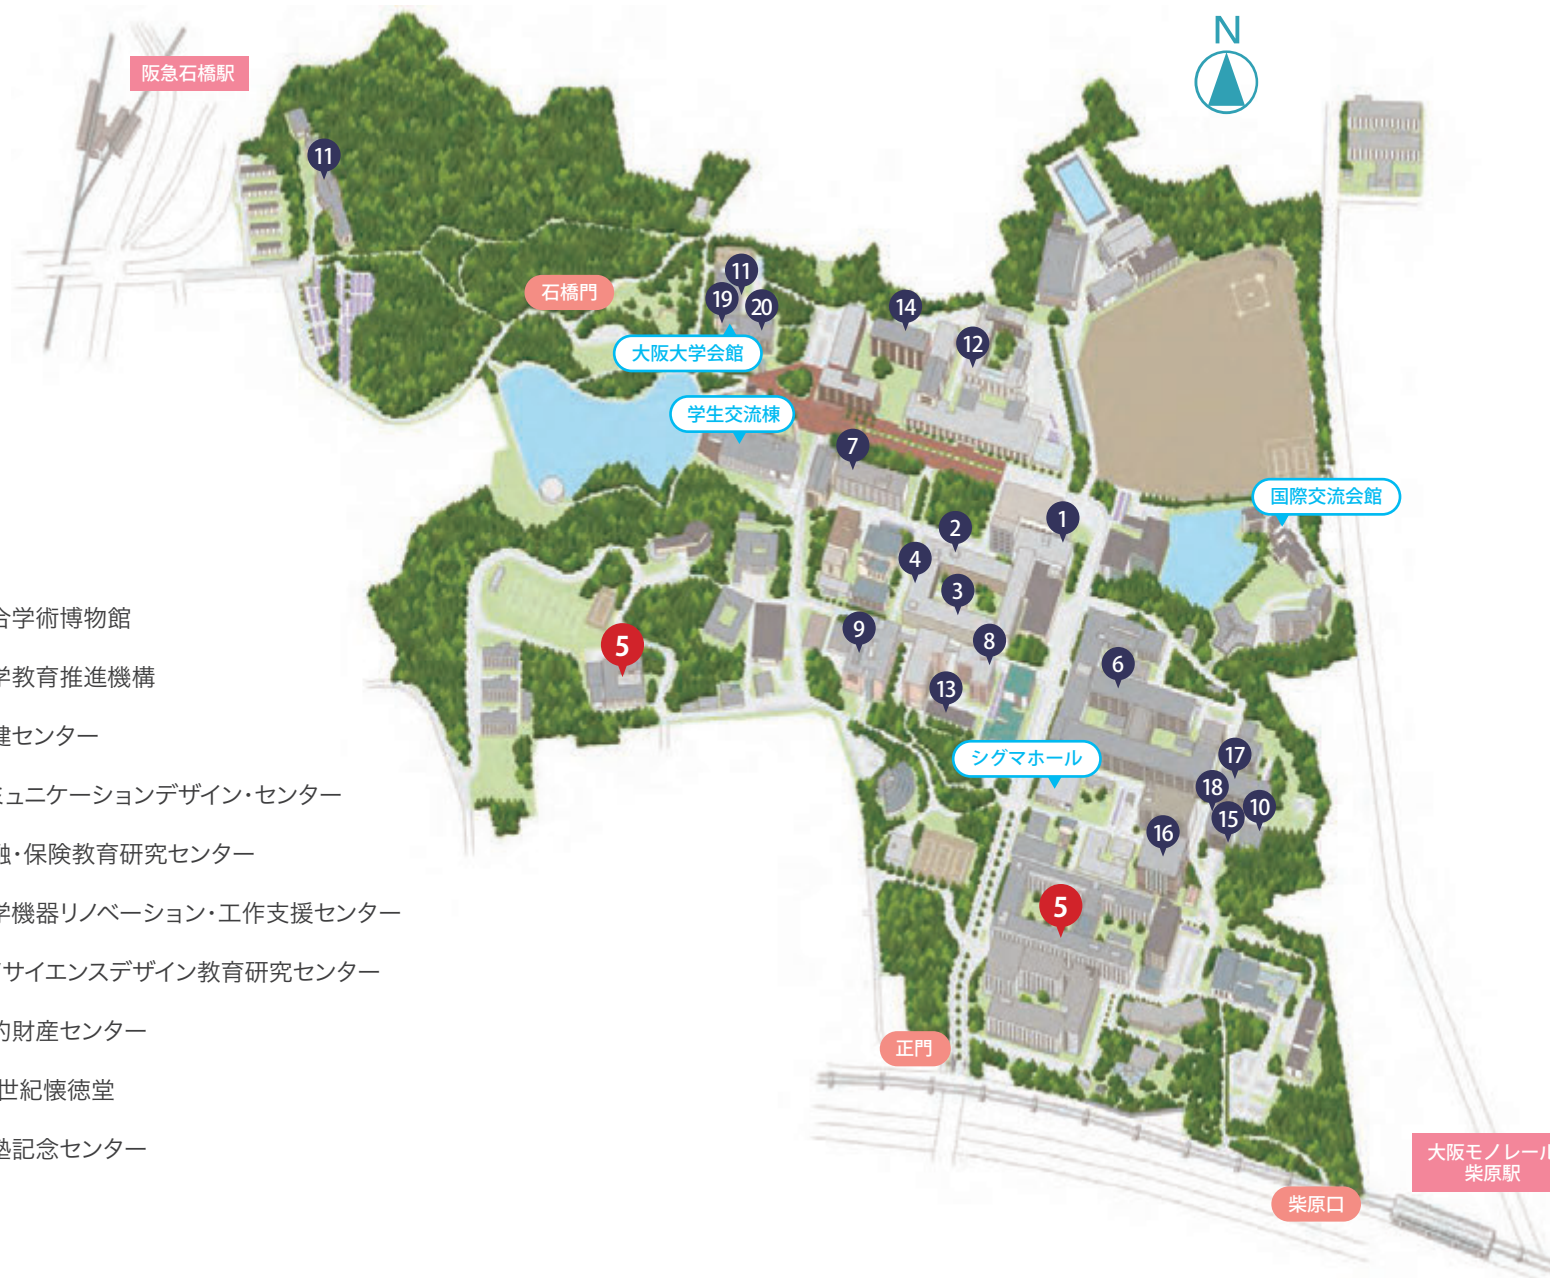 N
阪急石橋駅
11
石橋門
11
19
20
14
12
大阪大学会館
学生交流棟
7
国際交流会館
1
2
4
3
合学術博物館
9
8
5
6
学教育推進機構
13
健センター
シグマホール
17
18
10
15
16
ミュニケーションデザイン・センター
融・保険教育研究センター
5
学機器リノベーション・工作支援センター
サイエンスデザイン教育研究センター
的財産センター
正門
世紀懐徳堂
塾記念センター
大阪モノレール
柴原駅
柴原口